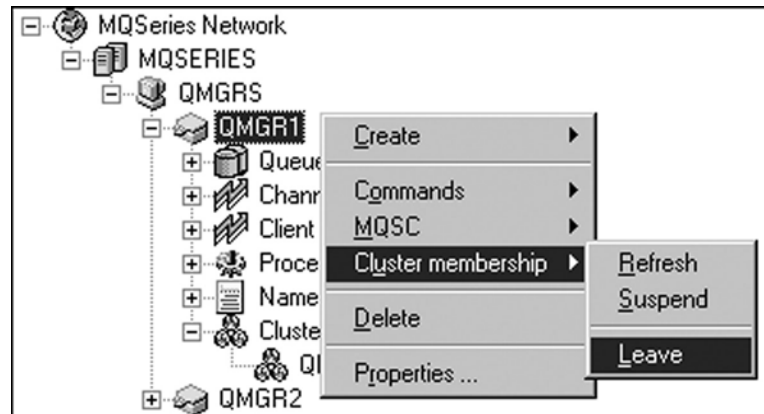 MQSeries Network
MQSERIES
QMGRS
QMGR1
Queue
Chann
Client
Proce
Name
Cluste
QI
QMGR2
Create
Commands
MQSC
Cluster membership
Delete
Properties ...
Refresh
Suspend
Leave